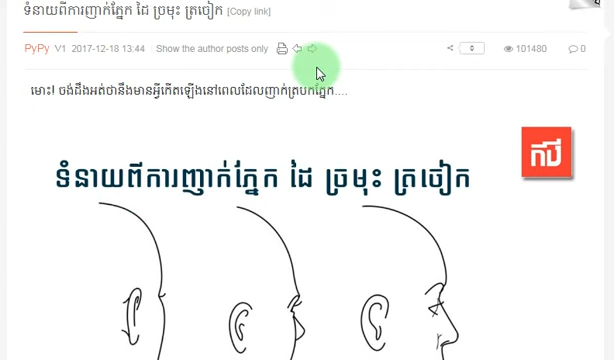 ទំនាយពីការញាក់ភ្នែក ដៃ ច្រមុះ ត្រចៀក [Copy link]
PyPy V1 2017-12-18 13:44 Show the author posts only 0 101480 0
មោះ! ចង់ដឹងអត់ថានឹងមានអ្វីកើតឡើងនៅពេលដែលញាក់ត្របកភ្នែក....
ទំនាយពីការញាក់ភ្នែក ដៃ ច្រមុះ ត្រចៀក